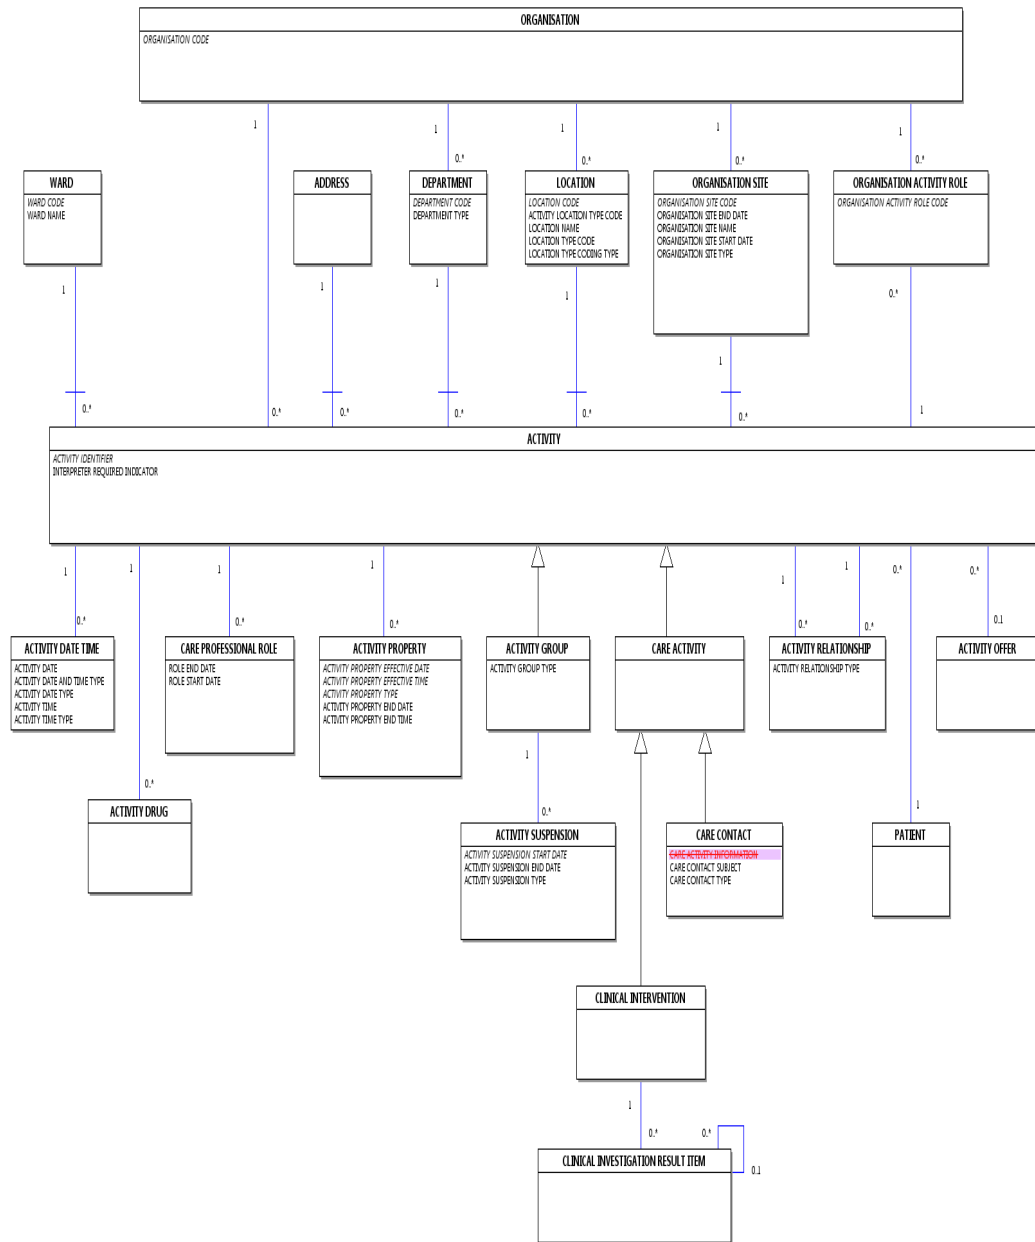 ORGANISATION
ORGANISATION CODE
1
1
1
1
1
0..*
0..*
0..*
0..*
WARD
WARD CODE
WARD NAME
ADDRESS
DEPARTMENT
DEPARTMENT CODE
DEPARTMENT TYPE
LOCATION
LOCATION CODE
ACTIVITY LOCATION TYPE CODE
LOCATION NAME
LOCATION TYPE CODE
LOCATION TYPE CODING TYPE
ORGANISATION SITE
ORGANISATION SITE CODE
ORGANISATION SITE END DATE
ORGANISATION SITE NAME
ORGANISATION SITE START DATE
ORGANISATION SITE TYPE
ORGANISATION ACTIVITY ROLE
ORGANISATION ACTIVITY ROLE CODE
1
1
1
1
1
0..*
0..*
0..*
0..*
0..*
0..*
0..*
1
ACTIVITY
ACTIVITY IDENTIFIER
INTERPRETER REQUIRED INDICATOR
1
1
1
1
1
1
0..*
0..*
0..*
0..*
0..*
0..*
0..*
0..1
ACTIVITY DATE TIME
ACTIVITY DATE
ACTIVITY DATE AND TIME TYPE
ACTIVITY DATE TYPE
ACTIVITY TIME
ACTIVITY TIME TYPE
CARE PROFESSIONAL ROLE
ROLE END DATE
ROLE START DATE
ACTIVITY PROPERTY
ACTIVITY PROPERTY EFFECTIVE DATE
ACTIVITY PROPERTY EFFECTIVE TIME
ACTIVITY PROPERTY TYPE
ACTIVITY PROPERTY END DATE
ACTIVITY PROPERTY END TIME
ACTIVITY GROUP
ACTIVITY GROUP TYPE
CARE ACTIVITY
ACTIVITY RELATIONSHIP
ACTIVITY RELATIONSHIP TYPE
ACTIVITY OFFER
0..*
1
0..*
1
ACTIVITY DRUG
ACTIVITY SUSPENSION
ACTIVITY SUSPENSION START DATE
ACTIVITY SUSPENSION END DATE
ACTIVITY SUSPENSION TYPE
CARE CONTACT
CARE ACTIVITY INFORMATION
CARE CONTACT SUBJECT
CARE CONTACT TYPE
PATIENT
CLINICAL INTERVENTION
1
0..*
0..*
0..1
CLINICAL INVESTIGATION RESULT ITEM